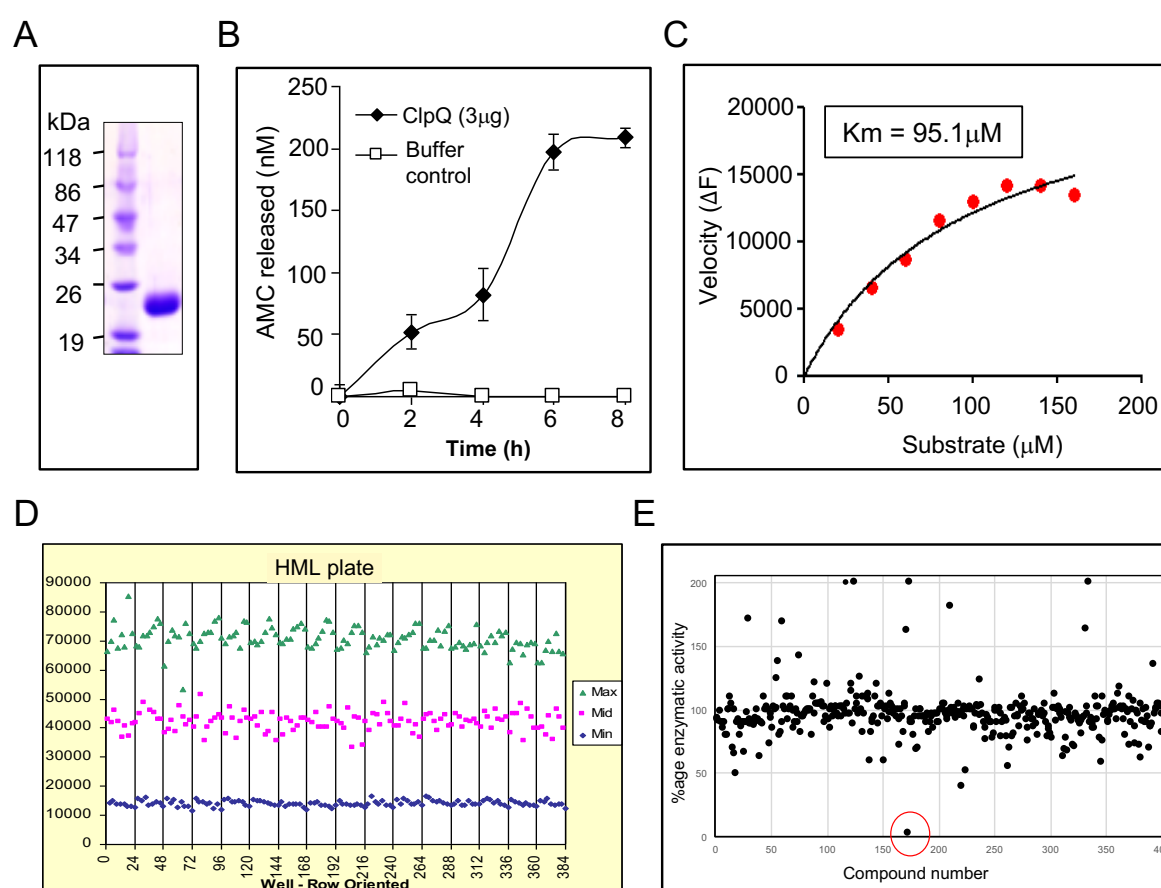 A
kDa
118
86
47
34
26
19
B
250
200
150
100
50
0
AMC released (nM)
ClpQ (3µg)
Buffer
control
0 2 4 6 8
Time (h)
C
20000
15000
10000
5000
0
Velocity (ΔF)
Km = 95.1µM
0 50 100 150 200
Substrate (µM)
D
HML plate
90000
80000
70000
60000
50000
40000
30000
20000
10000
0
Max
Mid
Min
0 24 48 72 96 120 144 168 192 216 240 264 288 312 336 360 384
Well - Row Oriented
E
200
150
100
50
0
%age enzymatic activity
0 50 100 150 200 250 300 350 400
Compound number